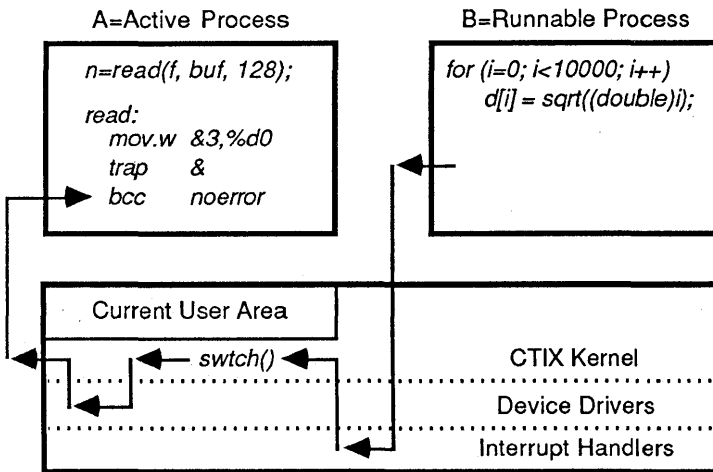 A=Active Process
n=read(f, buf, 128);
read:
mov.w &3,%d0
trap &
bcc noerror
B=Runnable Process
for (i=0; i<10000; i++)
d[i] = sqrt((double)i);
Current User Area
swtch()
CTIX Kernel
Device Drivers
Interrupt Handlers